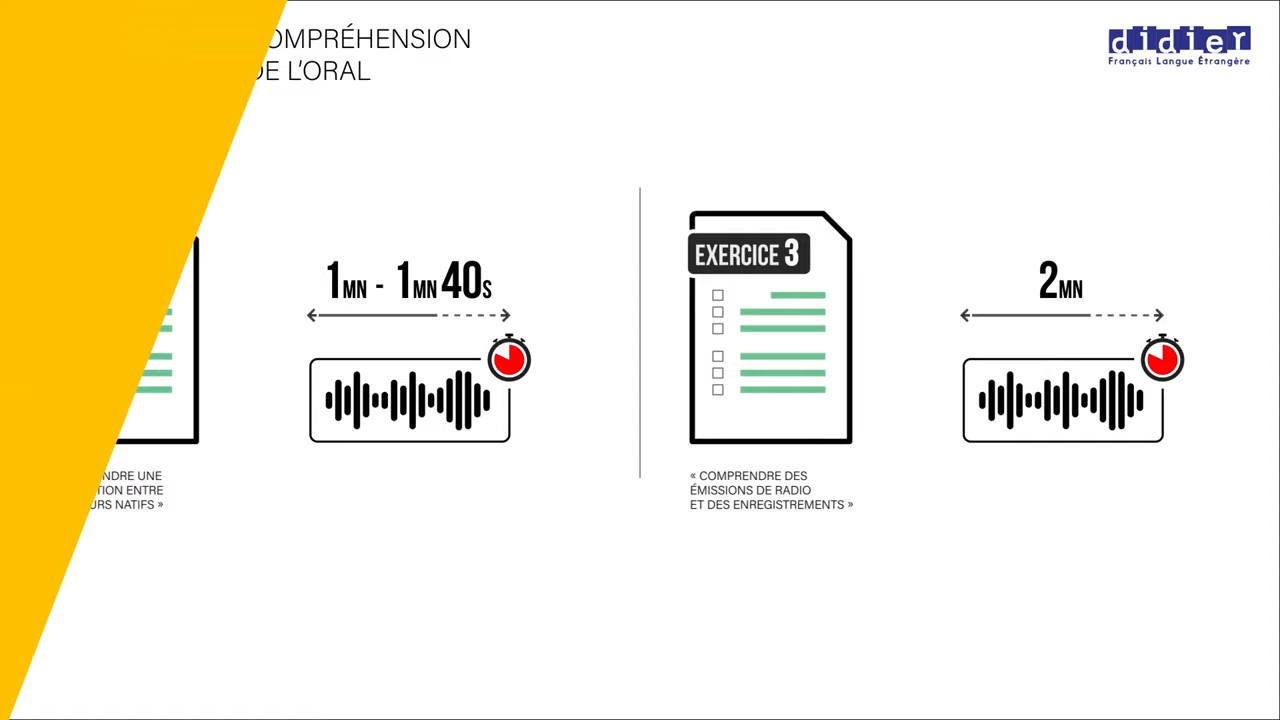 OMPRÉHENSION
DE L'ORAL
didier
Français Langue Étrangère
1MN - 1MN 40S
NDRE UNE
TION ENTRE
URS NATIFS »
EXERCICE 3
2MN
« COMPRENDRE DES
ÉMISSIONS DE RADIO
ET DES ENREGISTREMENTS »